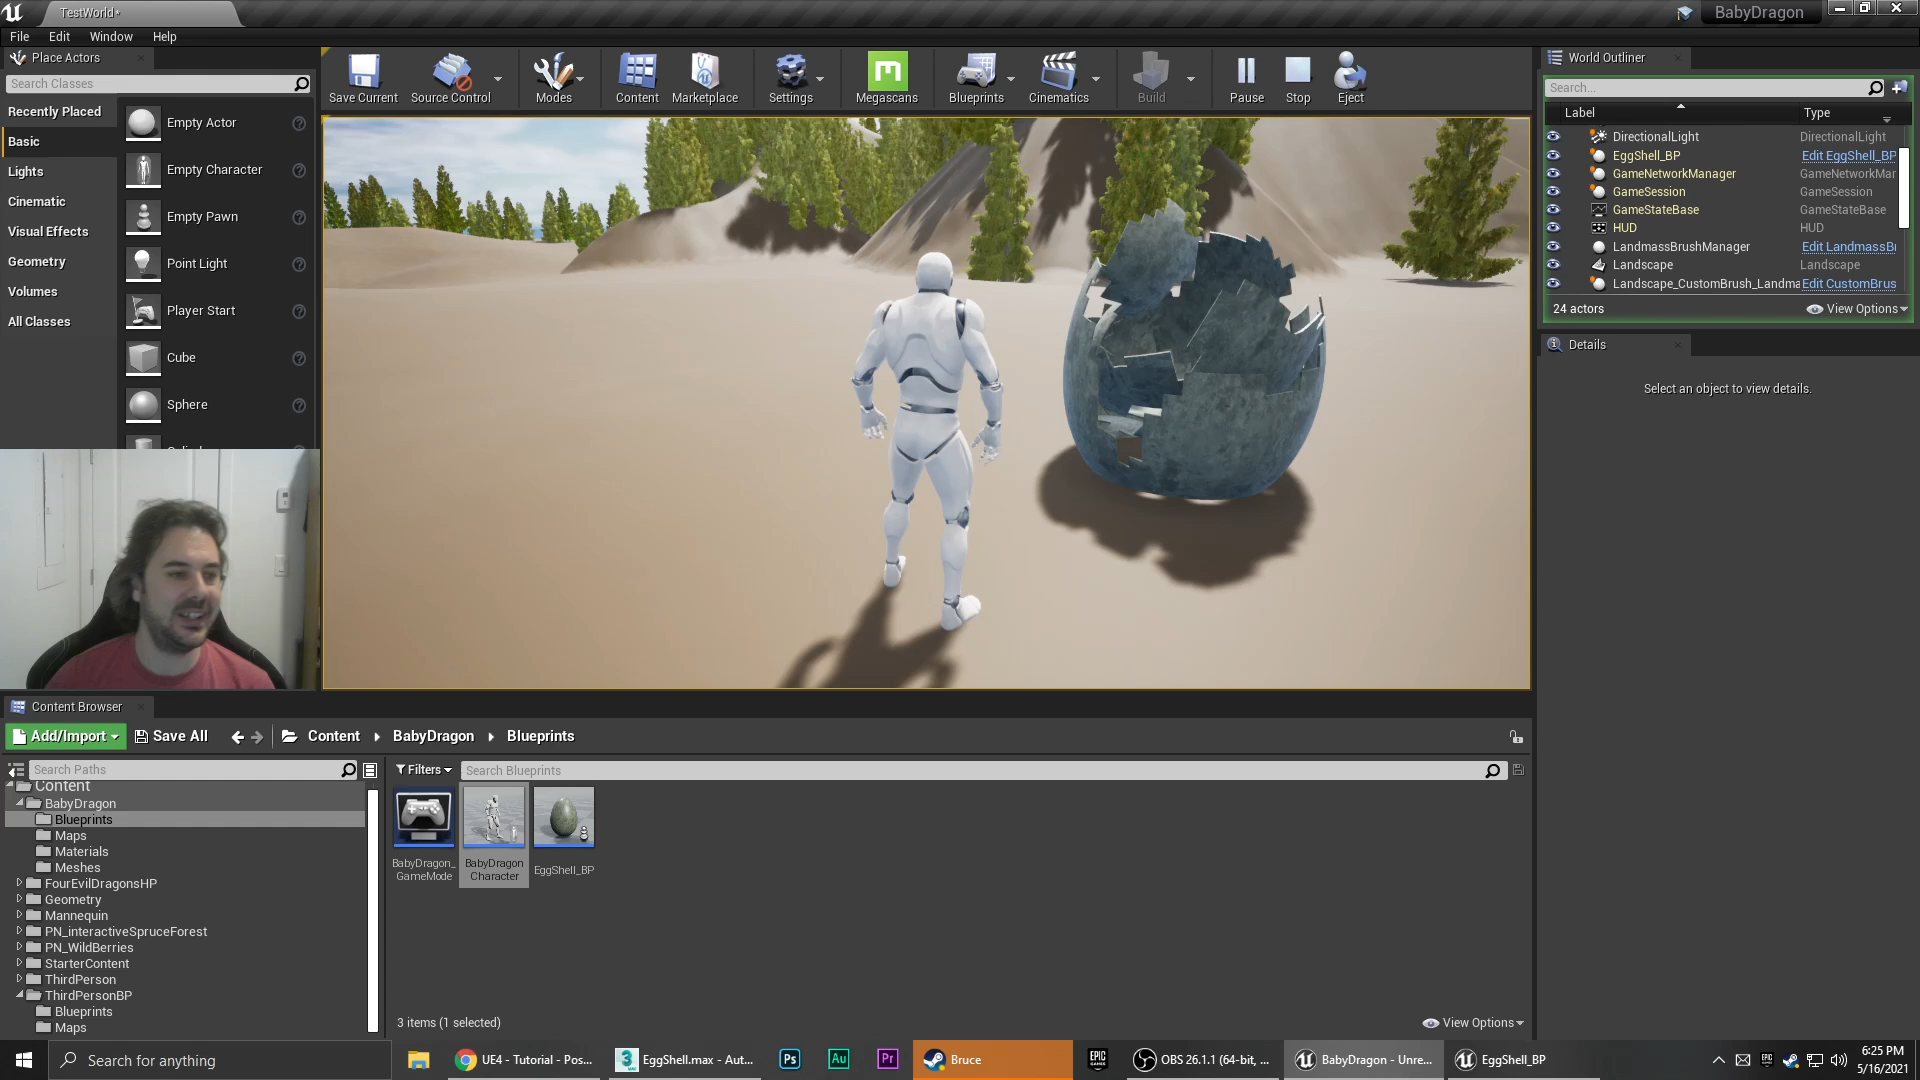 TestWorld*
BabyDragon
File Edit Window Help
Place Actors
Search Classes
Recently Placed
Basic
Lights
Cinematic
Visual Effects
Geometry
Volumes
All Classes
Empty Actor
Empty Character
Empty Pawn
Point Light
Player Start
Cube
Sphere
Save Current
Source Control
Modes
Content
Marketplace
Settings
Megascans
Blueprints
Cinematics
Build
Pause
Stop
Eject
World Outliner
Search...
Label Type
DirectionalLight DirectionalLight
EggShell_BP Edit EggShell_BP
GameNetworkManager GameNetworkMar
GameSession GameSession
GameStateBase GameStateBase
HUD HUD
LandmassBrushManager Edit LandmassBr
Landscape Landscape
Landscape_CustomBrush_Landma Edit CustomBrus
24 actors View Options
Details
Select an object to view details.
Content Browser
Add/Import Save All Content BabyDragon Blueprints
Search Paths
Filters Search Blueprints
Content
BabyDragon
Blueprints
Maps
Materials
Meshes
FourEvilDragonsHP
Geometry
Mannequin
PN_interactiveSpruceForest
PN_WildBerries
StarterContent
ThirdPerson
ThirdPersonBP
Blueprints
Maps
BabyDragon_
GameMode
BabyDragon
Character
EggShell_BP
3 items (1 selected) View Options
Search for anything
UE4 - Tutorial - Pos...
EggShell.max - Aut...
Ps
Au
Pr
Bruce
EPIC
GAMES
OBS 26.1.1 (64-bit, ...
BabyDragon - Unre...
EggShell_BP
6:25 PM
5/16/2021